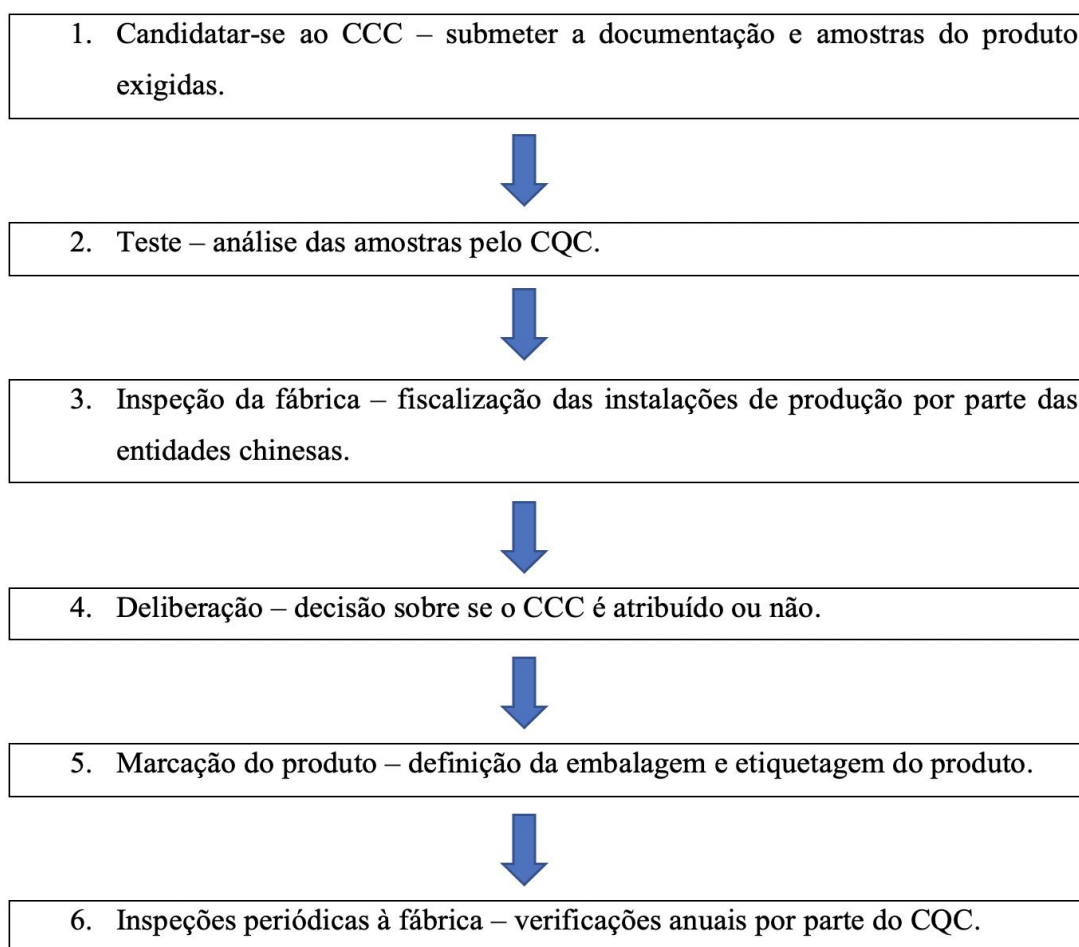 1. Candidatar-se ao CCC – submeter a documentação e amostras do produto
exigidas.
2. Teste – análise das amostras pelo CQC.
3. Inspeção da fábrica – fiscalização das instalações de produção por parte das
entidades chinesas.
4. Deliberação – decisão sobre se o CCC é atribuído ou não.
5. Marcação do produto – definição da embalagem e etiquetagem do produto.
6. Inspeções periódicas à fábrica – verificações anuais por parte do CQC.